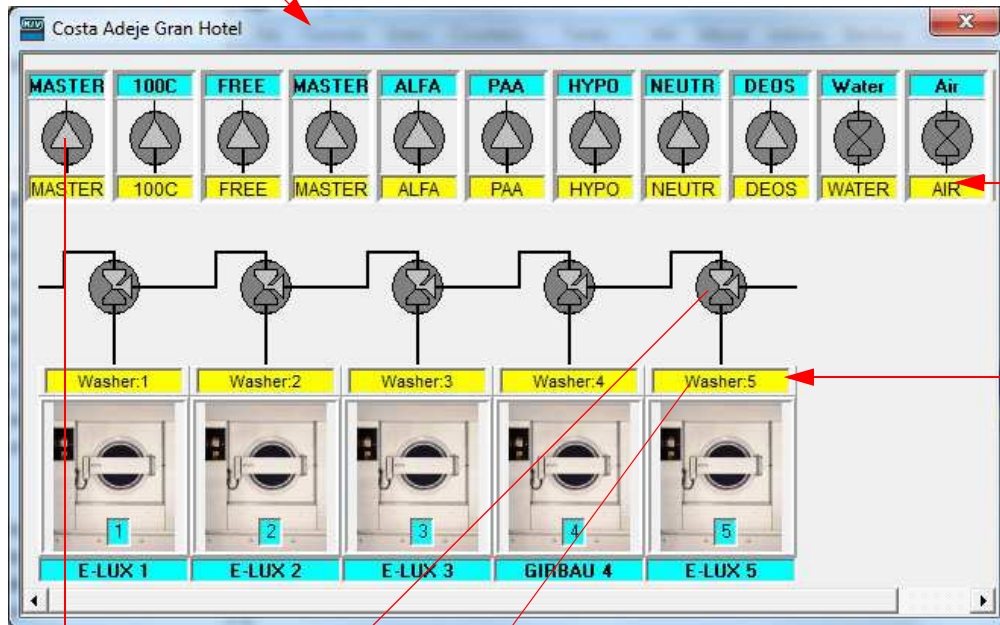 KIV Costa Adeje Gran Hotel
MASTER 100C FREE MASTER ALFA PAA HYPO NEUTR DEOS Water Air
MASTER 100C FREE MASTER ALFA PAA HYPO NEUTR DEOS WATER AIR
Washer:1 Washer:2 Washer:3 Washer:4 Washer:5
1 2 3 4 5
E-LUX 1 E-LUX 2 E-LUX 3 GIRBAU 4 E-LUX 5